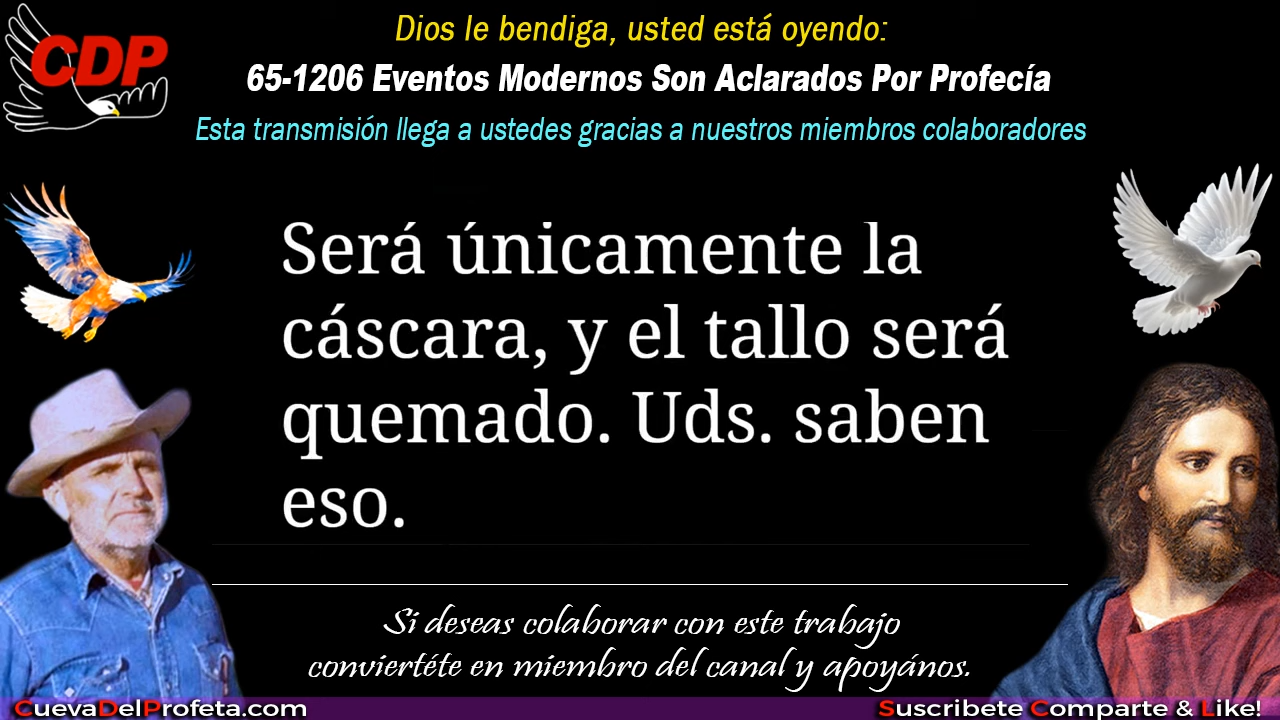 CDP
Dios le bendiga, usted está oyendo:
65-1206 Eventos Modernos Son Aclarados Por Profecía
Esta transmisión llega a ustedes gracias a nuestros miembros colaboradores
Será únicamente la
cáscara, y el tallo será
quemado. Uds. saben
eso.
Si deseas colaborar con este trabajo
conviertéte en miembro del canal y apoyános.
CuevaDelProfeta.com
Suscribete Comparte & Like!